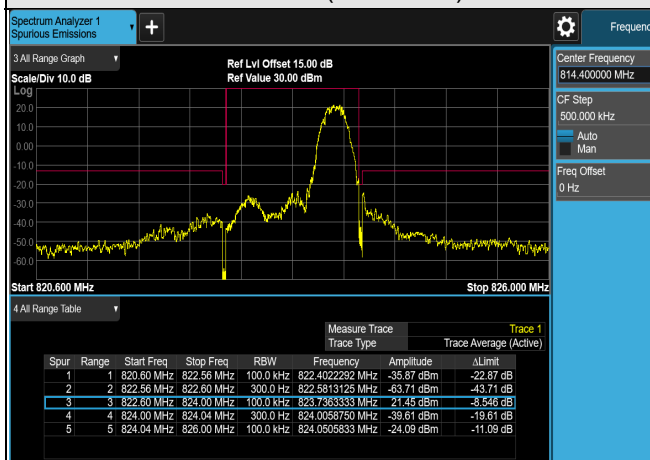 Spectrum Analyzer 1
Spurious Emissions
+
Frequenc
3 All Range Graph
Ref Lvl Offset 15.00 dB
Scale/Div 10.0 dB
Ref Value 30.00 dBm
Log
20.0
10.0
0.00
-10.0
-20.0
-30.0
-40.0
-50.0
-60.0
Start 820.600 MHz
Stop 826.000 MHz
Center Frequency
814.400000 MHz
CF Step
500.000 kHz
Auto
Man
Freq Offset
0 Hz
4 All Range Table
Measure Trace Trace 1
Trace Type Trace Average (Active)
Spur Range Start Freq Stop Freq RBW Frequency Amplitude ΔLimit
1 1 820.60 MHz 822.56 MHz 100.0 kHz 822.4022292 MHz -35.87 dBm -22.87 dB
2 2 822.56 MHz 822.60 MHz 300.0 Hz 822.5813125 MHz -63.71 dBm -43.71 dB
3 3 822.60 MHz 824.00 MHz 100.0 kHz 823.7363333 MHz 21.45 dBm -8.546 dB
4 4 824.00 MHz 824.04 MHz 300.0 Hz 824.0058750 MHz -39.61 dBm -19.61 dB
5 5 824.04 MHz 826.00 MHz 100.0 kHz 824.0505833 MHz -24.09 dBm -11.09 dB